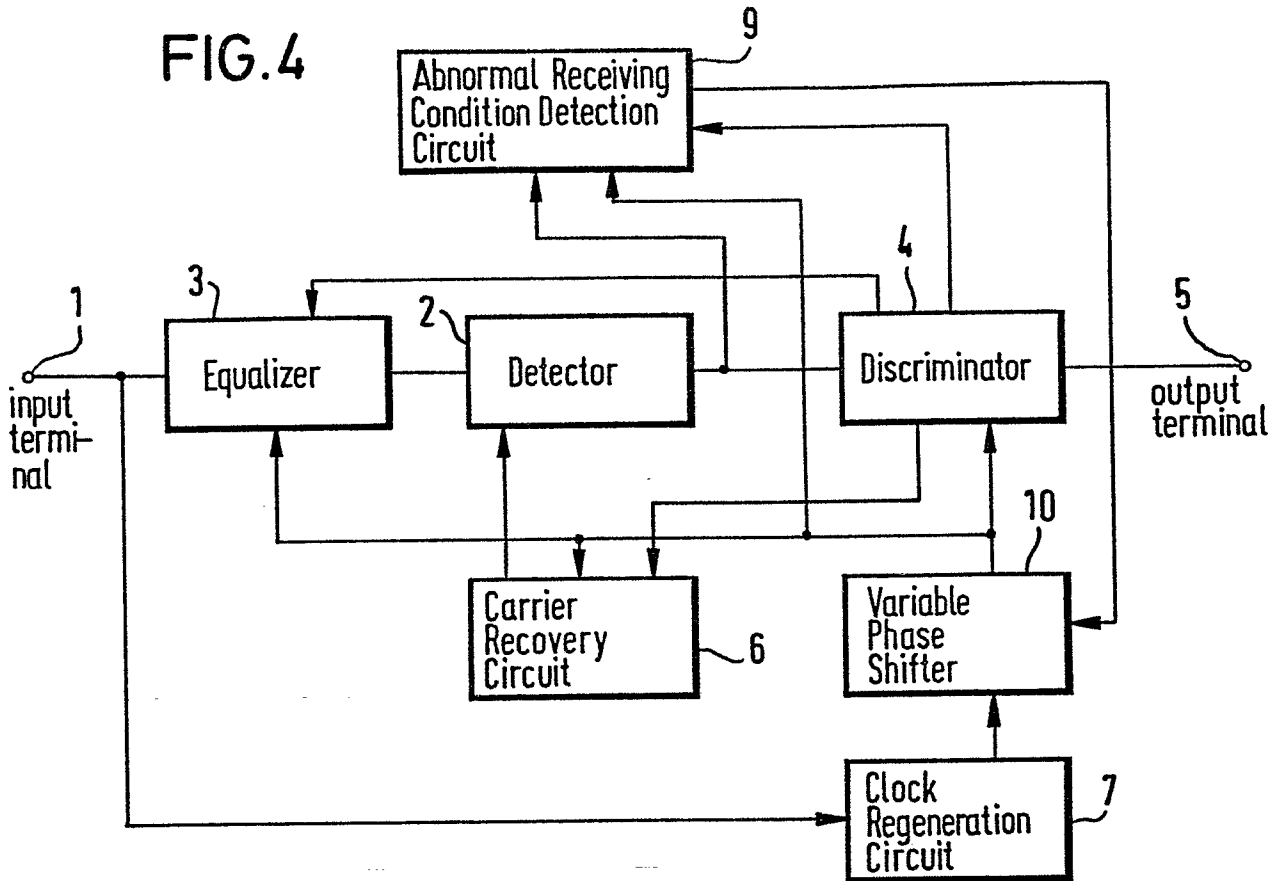 FIG.4
9
Abnormal Receiving
Condition Detection
Circuit
1
3
2
4
5
input
termi-
nal
Equalizer
Detector
Discriminator
output
terminal
10
Carrier
Recovery
Circuit
6
Variable
Phase
Shifter
Clock
Regeneration
Circuit
7